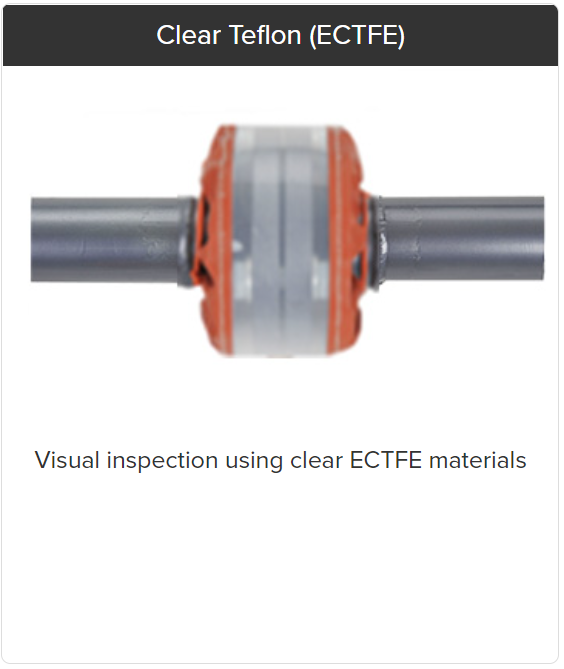 Clear Teflon (ECTFE)
Visual inspection using clear ECTFE materials